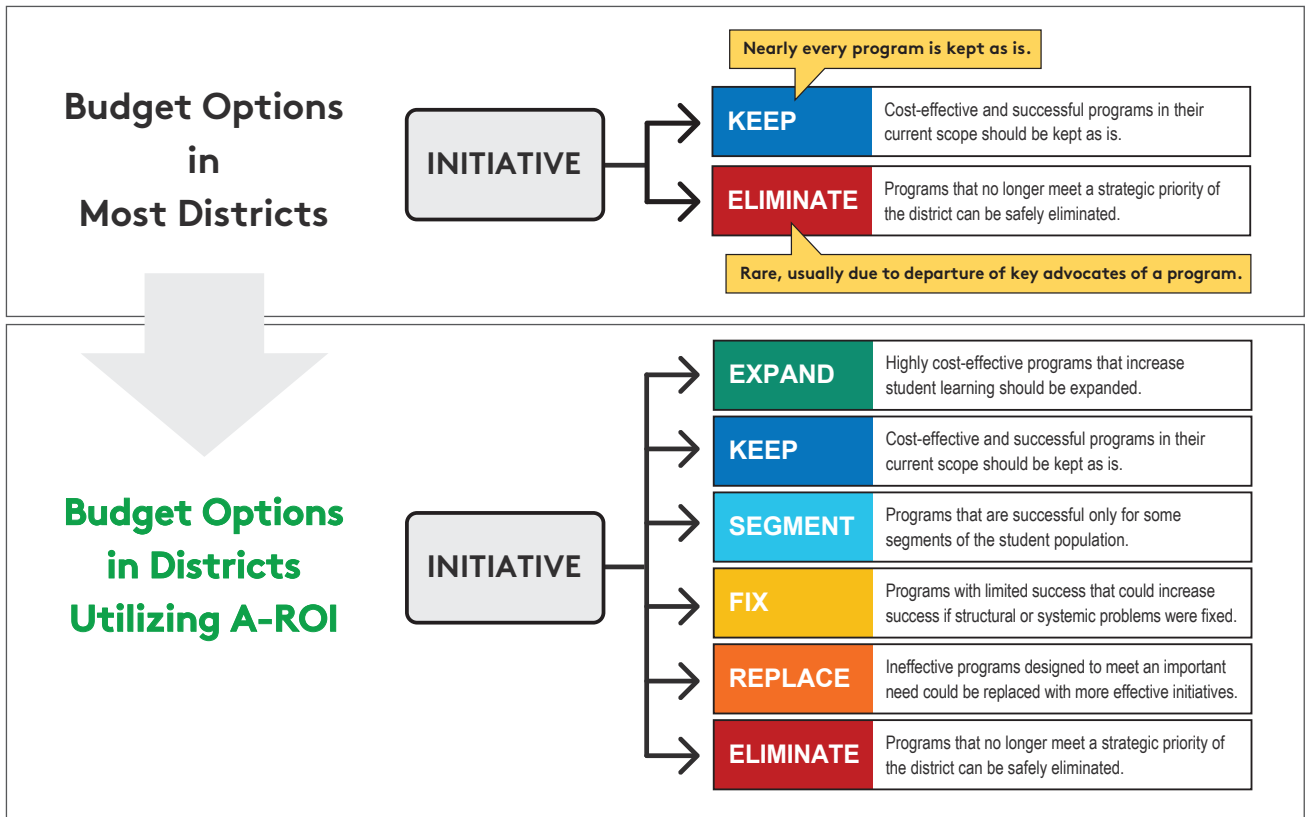 Nearly every program is kept as is.
Budget Options
in
Most Districts
INITIATIVE
KEEP
Cost-effective and successful programs in their
current scope should be kept as is.
ELIMINATE
Programs that no longer meet a strategic priority of
the district can be safely eliminated.
Rare, usually due to departure of key advocates of a program.
Budget Options
in Districts
Utilizing A-ROI
INITIATIVE
EXPAND
Highly cost-effective programs that increase
student learning should be expanded.
KEEP
Cost-effective and successful programs in their
current scope should be kept as is.
SEGMENT
Programs that are successful only for some
segments of the student population.
FIX
Programs with limited success that could increase
success if structural or systemic problems were fixed.
REPLACE
Ineffective programs designed to meet an important
need could be replaced with more effective initiatives.
ELIMINATE
Programs that no longer meet a strategic priority of
the district can be safely eliminated.